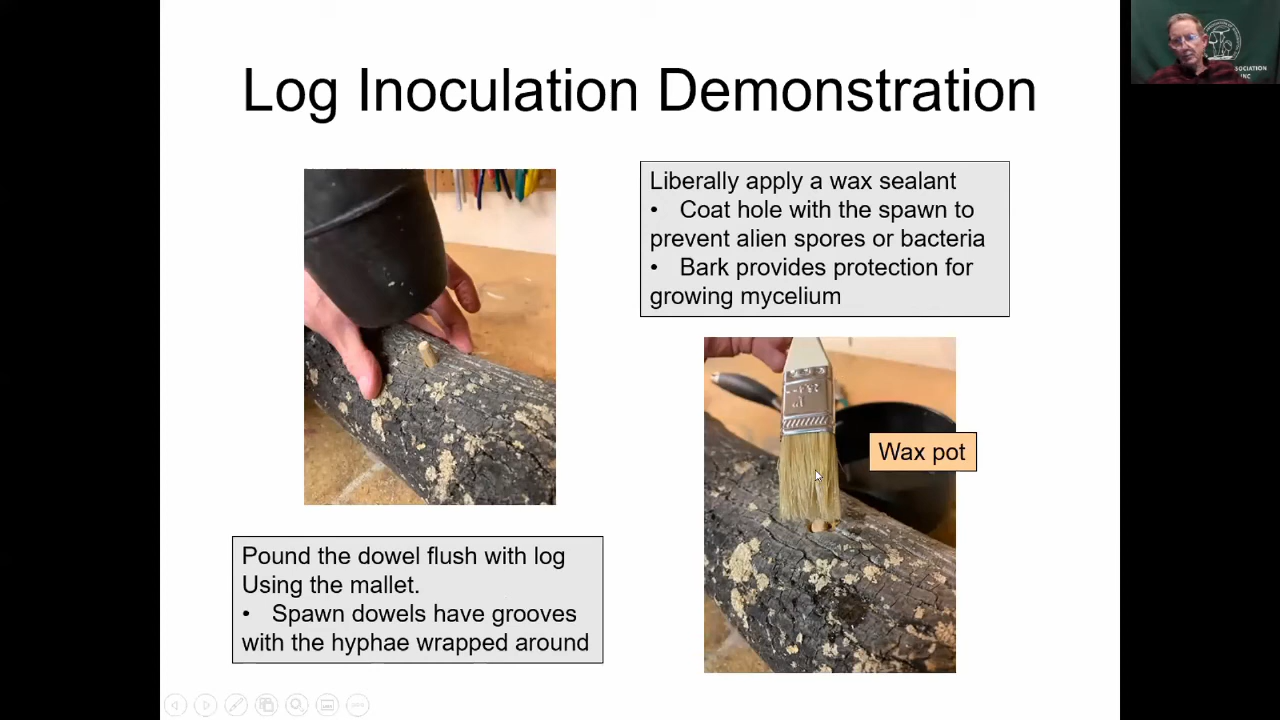 Log Inoculation Demonstration
Liberally apply a wax sealant
• Coat hole with the spawn to
prevent alien spores or bacteria
• Bark provides protection for
growing mycelium
Wax pot
Pound the dowel flush with log
Using the mallet.
• Spawn dowels have grooves
with the hyphae wrapped around
INC